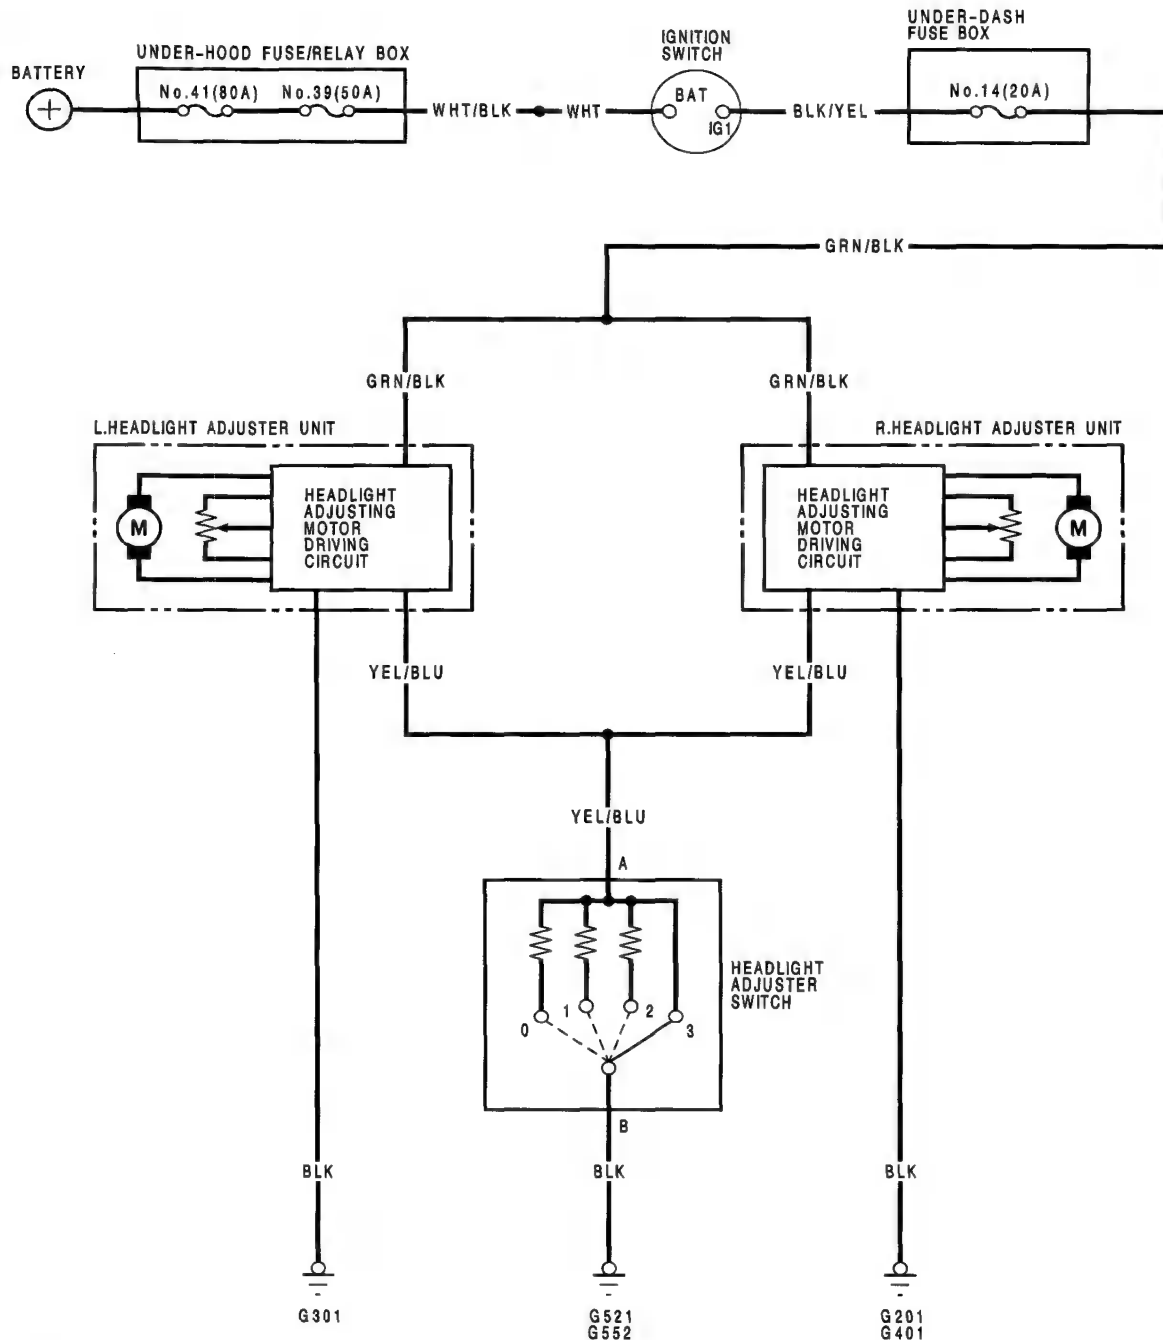 UNDER-DASH
FUSE BOX
IGNITION
SWITCH
UNDER-HOOD FUSE/RELAY BOX
BATTERY
No.41(80A) No.39(50A)
BAT
No.14(20A)
WHT/BLK
WHT
BLK/YEL
IG1
GRN/BLK
GRN/BLK
GRN/BLK
L.HEADLIGHT ADJUSTER UNIT
R.HEADLIGHT ADJUSTER UNIT
M
HEADLIGHT
ADJUSTING
MOTOR
DRIVING
CIRCUIT
HEADLIGHT
ADJUSTING
MOTOR
DRIVING
CIRCUIT
M
YEL/BLU
YEL/BLU
YEL/BLU
A
HEADLIGHT
ADJUSTER
SWITCH
0
1
2
3
B
BLK
BLK
BLK
G301
G521
G552
G201
G401